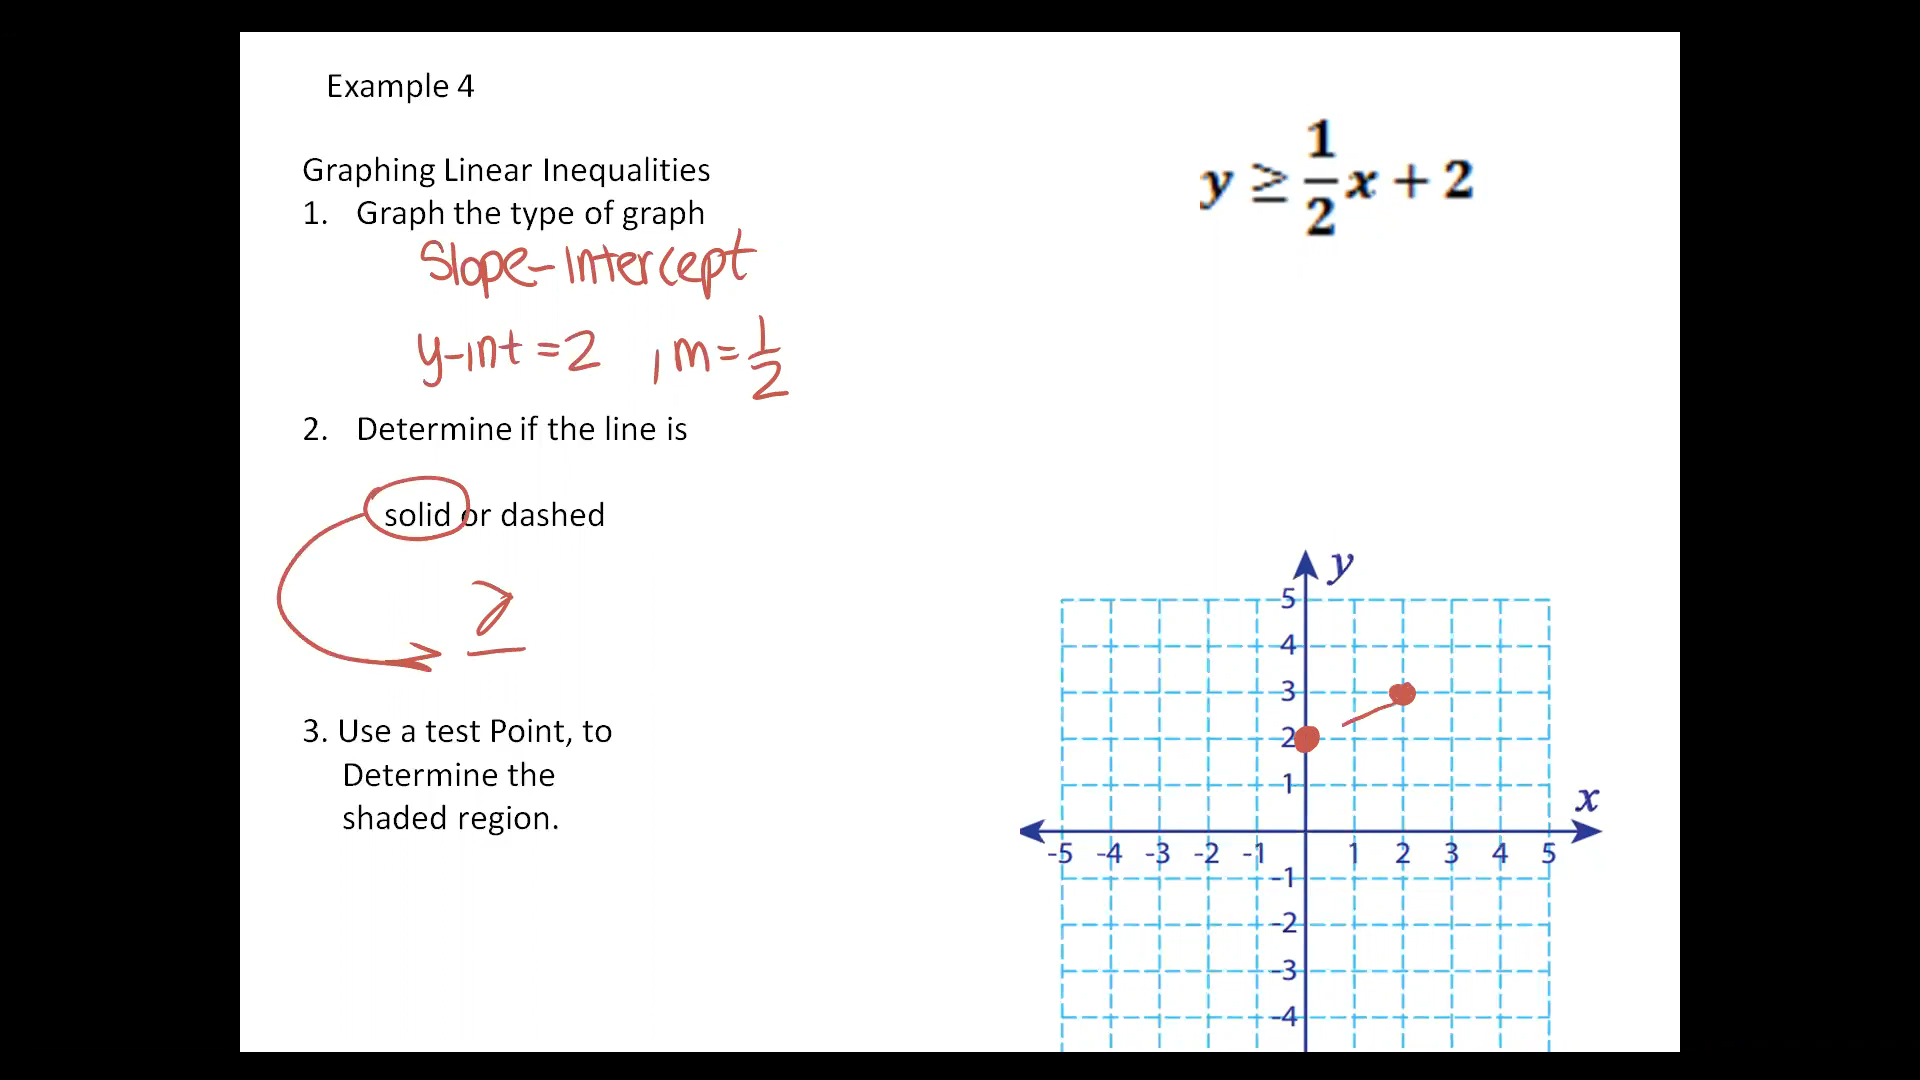 Example 4
Graphing Linear Inequalities
1. Graph the type of graph
Slope-Intercept
y-int = 2 , m = 1/2
2. Determine if the line is
solid or dashed
≥
3. Use a test Point, to
Determine the
shaded region.
y ≥ 1/2 x + 2
y
5
4
3
2
1
x
-5 -4 -3 -2 -1 1 2 3 4 5
-1
-2
-3
-4